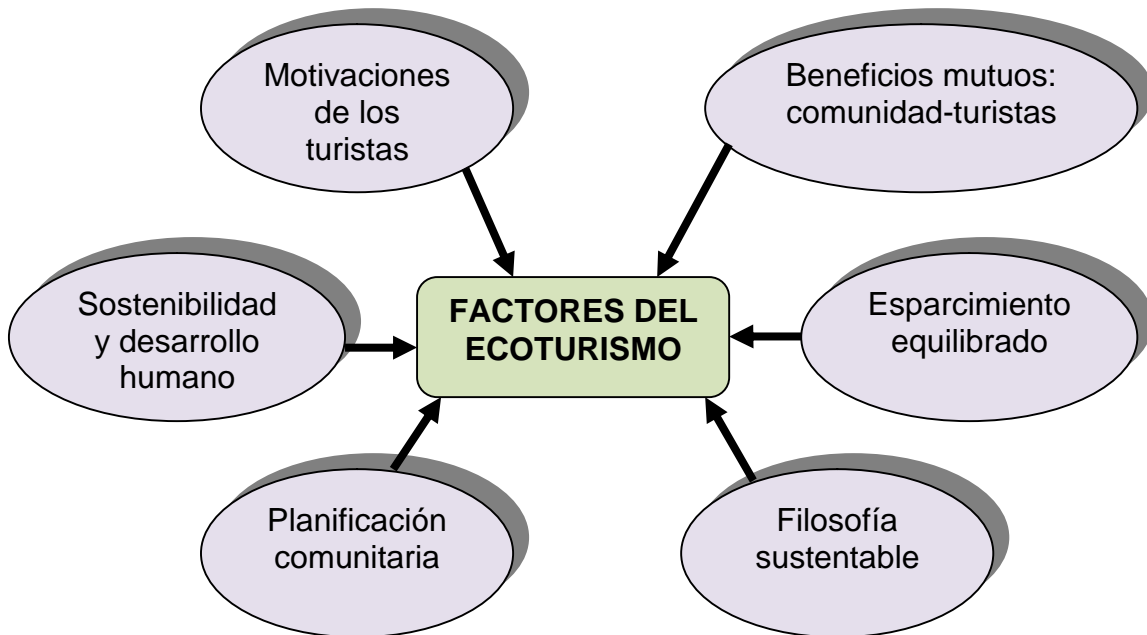 Motivaciones
de los
turistas
Beneficios mutuos:
comunidad-turistas
Sostenibilidad
y desarrollo
humano
FACTORES DEL
ECOTURISMO
Esparcimiento
equilibrado
Planificación
comunitaria
Filosofía
sustentable